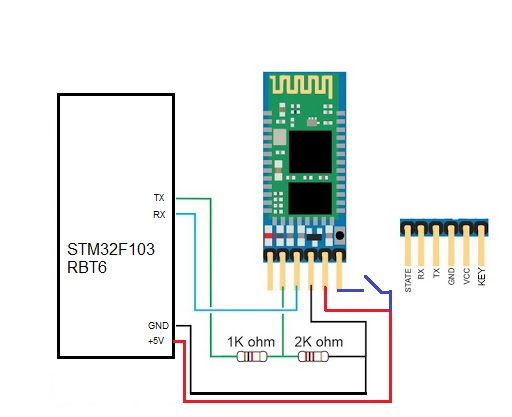 TX
RX
STM32F103
RBT6
GND
+5V
1K ohm
2K ohm
STATE
RX
TX
GND
VCC
KEY